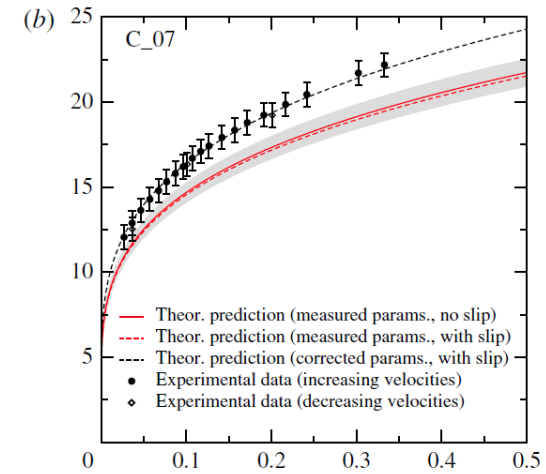 (b) 25
C_07
20
15
10
Theor. prediction (measured params., no slip)
Theor. prediction (measured params., with slip)
5
Theor. prediction (corrected params., with slip)
Experimental data (increasing velocities)
Experimental data (decreasing velocities)
0 0.1 0.2 0.3 0.4 0.5